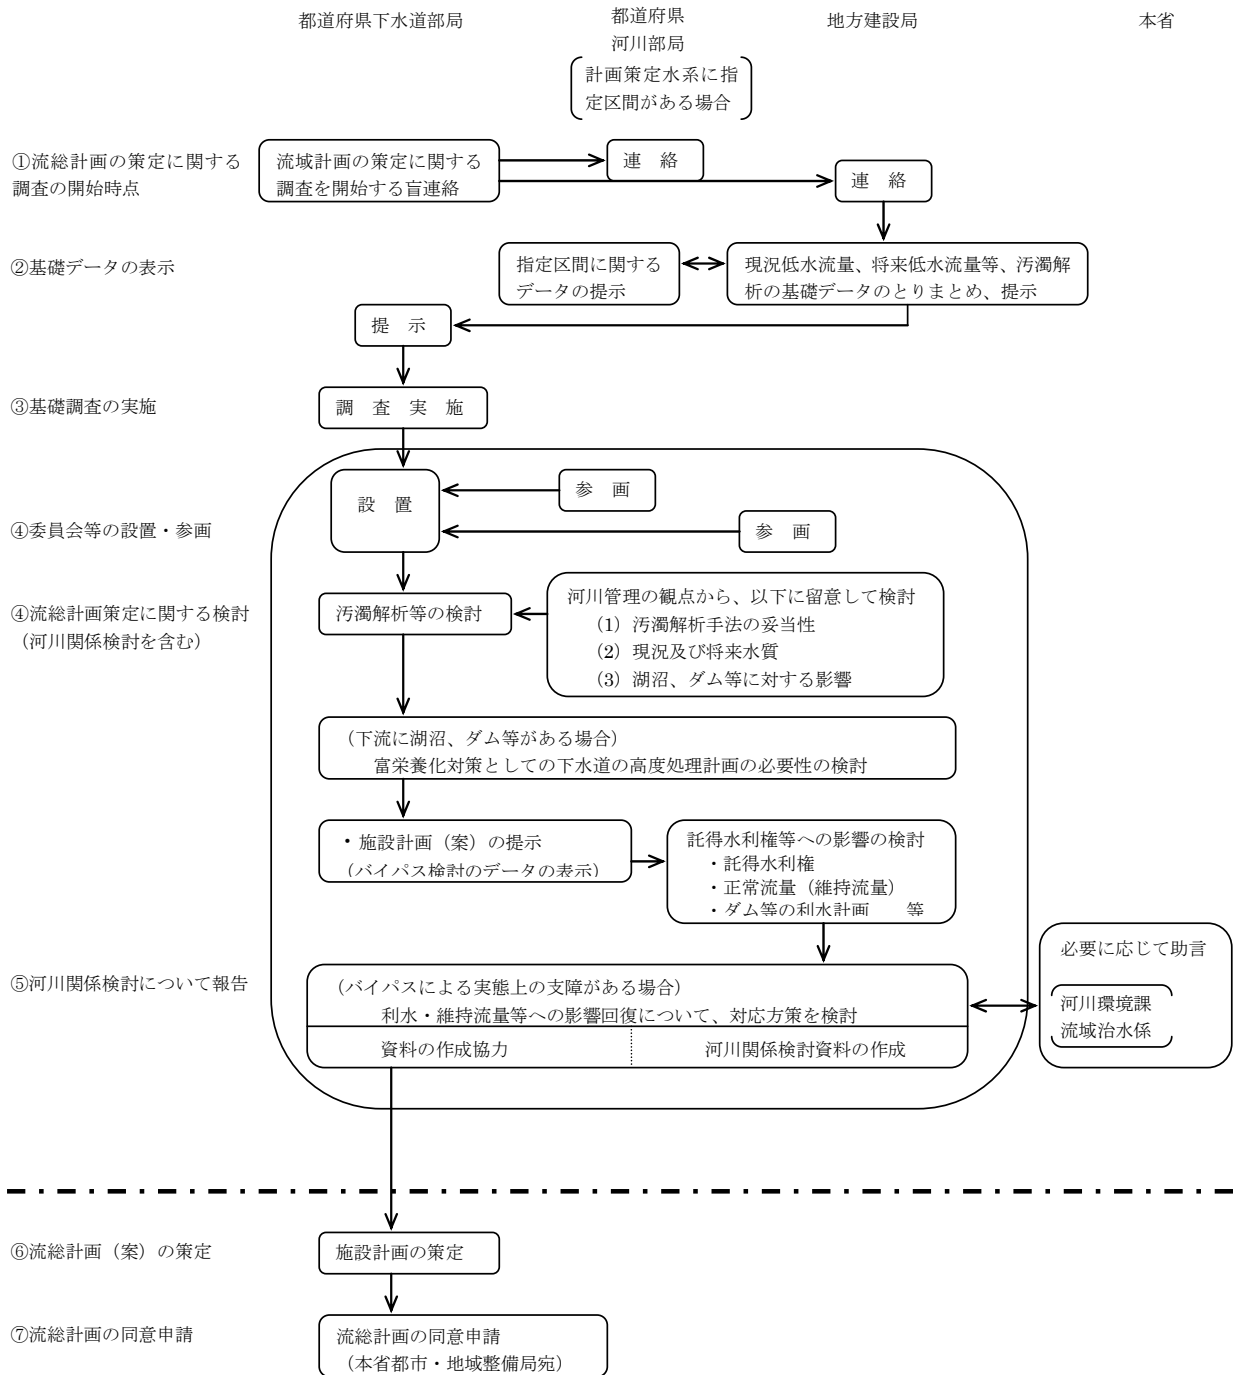 都道府県下水道部局
都道府県
河川部局
地方建設局
本省
計画策定水系に指
定区間がある場合
①流総計画の策定に関する
調査の開始時点
流域計画の策定に関する
調査を開始する盲連絡
連 絡
連 絡
②基礎データの表示
指定区間に関する
データの提示
現況低水流量、将来低水流量等、汚濁解
析の基礎データのとりまとめ、提示
提 示
③基礎調査の実施
調 査 実 施
④委員会等の設置・参画
設 置
参 画
参 画
④流総計画策定に関する検討
（河川関係検討を含む）
汚濁解析等の検討
河川管理の観点から、以下に留意して検討
（1）汚濁解析手法の妥当性
（2）現況及び将来水質
（3）湖沼、ダム等に対する影響
（下流に湖沼、ダム等がある場合）
富栄養化対策としての下水道の高度処理計画の必要性の検討
・施設計画（案）の提示
（バイパス検討のデータの表示）
託得水利権等への影響の検討
・託得水利権
・正常流量（維持流量）
・ダム等の利水計画 等
⑤河川関係検討について報告
（バイパスによる実態上の支障がある場合）
利水・維持流量等への影響回復について、対応方策を検討
資料の作成協力
河川関係検討資料の作成
必要に応じて助言
河川環境課
流域治水係
⑥流総計画（案）の策定
施設計画の策定
⑦流総計画の同意申請
流総計画の同意申請
（本省都市・地域整備局宛）